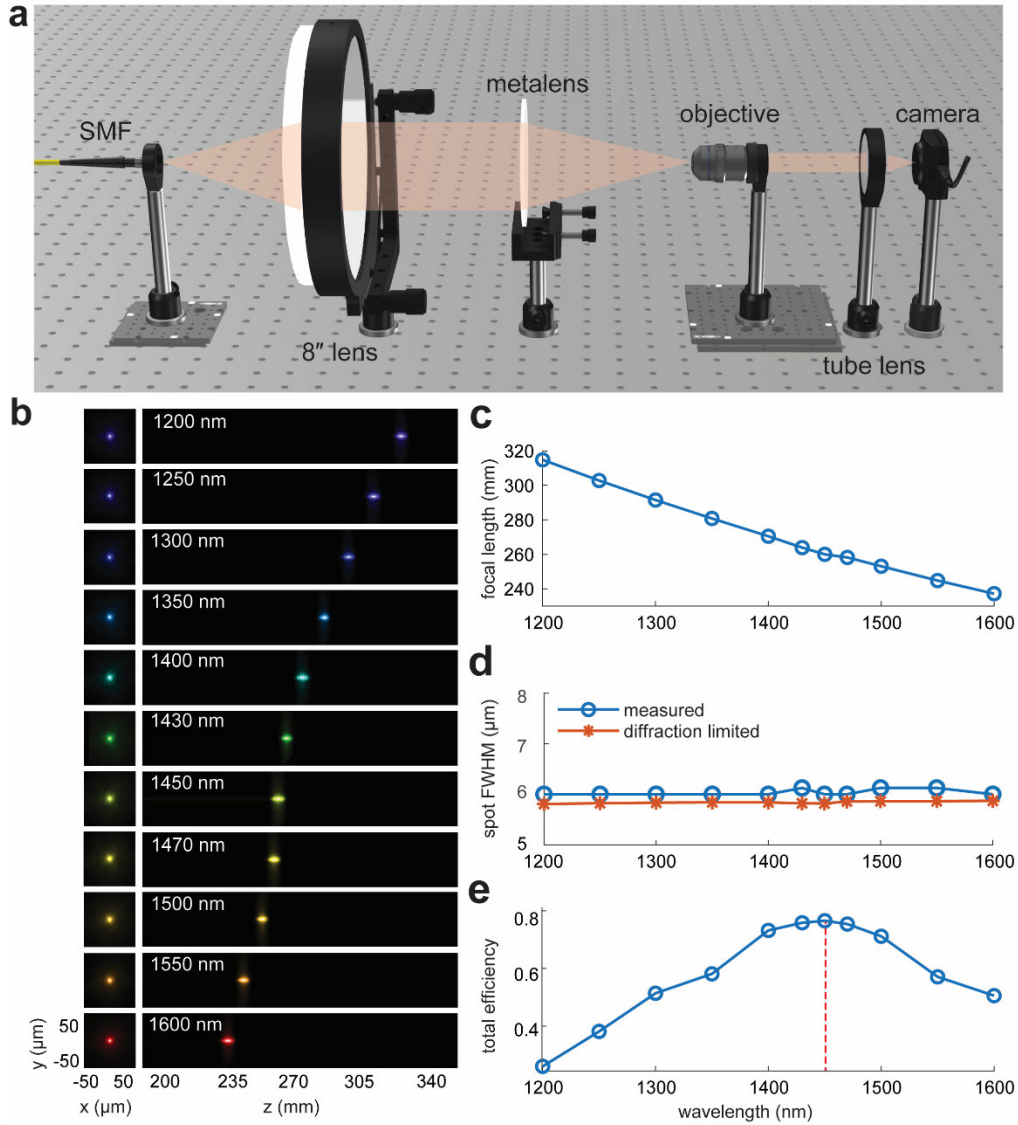 a
SMF
8″ lens
metalens
objective
camera
tube lens
b
1200 nm
1250 nm
1300 nm
1350 nm
1400 nm
1430 nm
1450 nm
1470 nm
1500 nm
1550 nm
1600 nm
y (µm)
50
-50
-50 50
x (µm)
200 235 270 305 340
z (mm)
c
focal length (mm)
320
300
280
260
240
1200 1300 1400 1500 1600
d
spot FWHM (µm)
8
7
6
5
measured
diffraction limited
1200 1300 1400 1500 1600
e
total efficiency
0.8
0.6
0.4
1200 1300 1400 1500 1600
wavelength (nm)